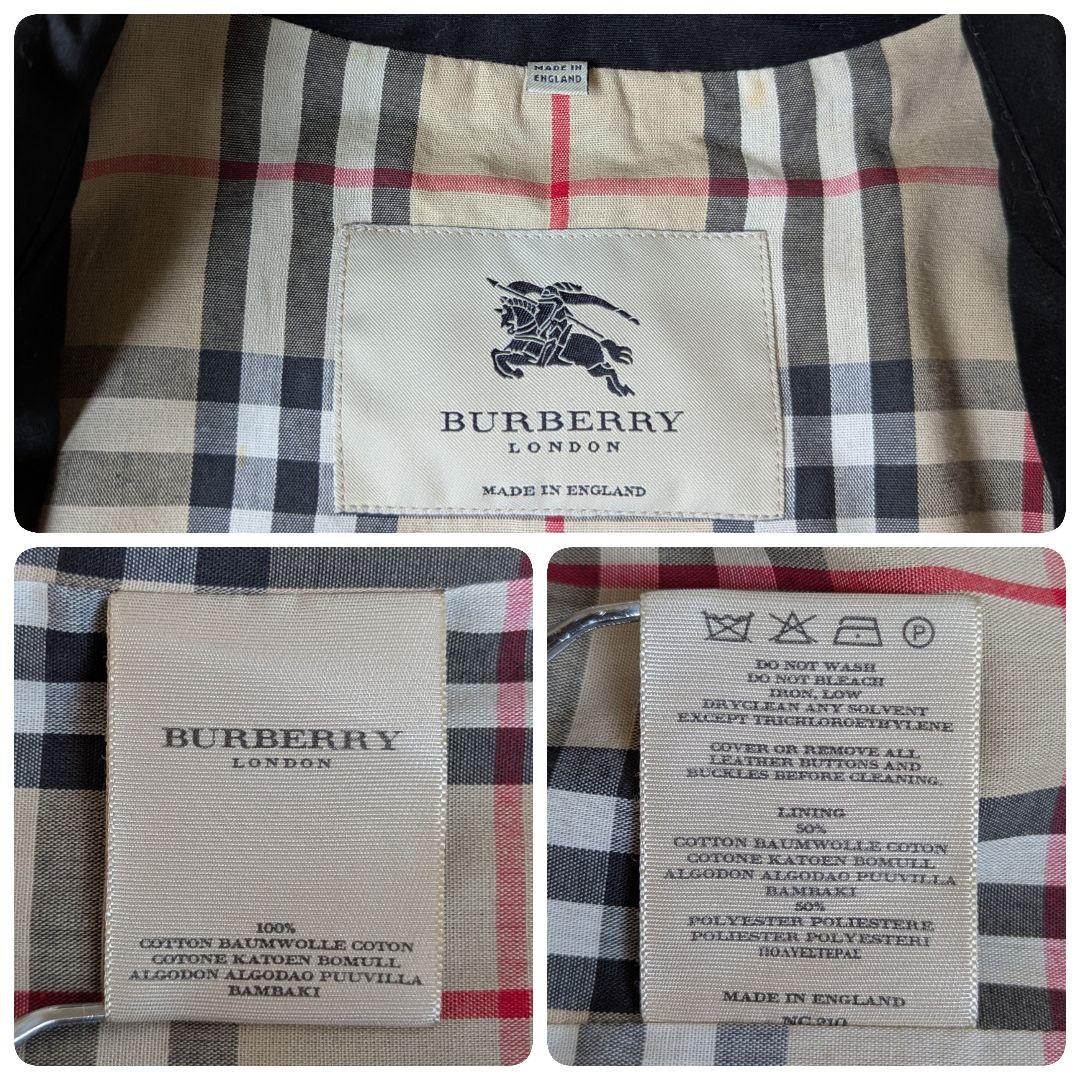 MADE IN
ENGLAND
BURBERRY
LONDON
MADE IN ENGLAND
BURBERRY
LONDON
100%
COTTON BAUMWOLLE COTON
COTONE KATOEN BOMULL
ALGODON ALGODAO PUUVILLA
BAMBAKI
P
DO NOT WASH
DO NOT BLEACH
IRON, LOW
DRYCLEAN ANY SOLVENT
EXCEPT TRICHLOROETHYLENE
COVER OR REMOVE ALL
LEATHER BUTTONS AND
BUCKLES BEFORE CLEANING.
LINING
50%
COTTON BAUMWOLLE COTON
COTONE KATOEN BOMULL
ALGODON ALGODAO PUUVILLA
BAMBAKI
50%
POLYESTER POLIESTERE
POLIESTER POLYESTERI
ΠΟΛΥΕΣΤΕΡΑΣ
MADE IN ENGLAND
NG 210